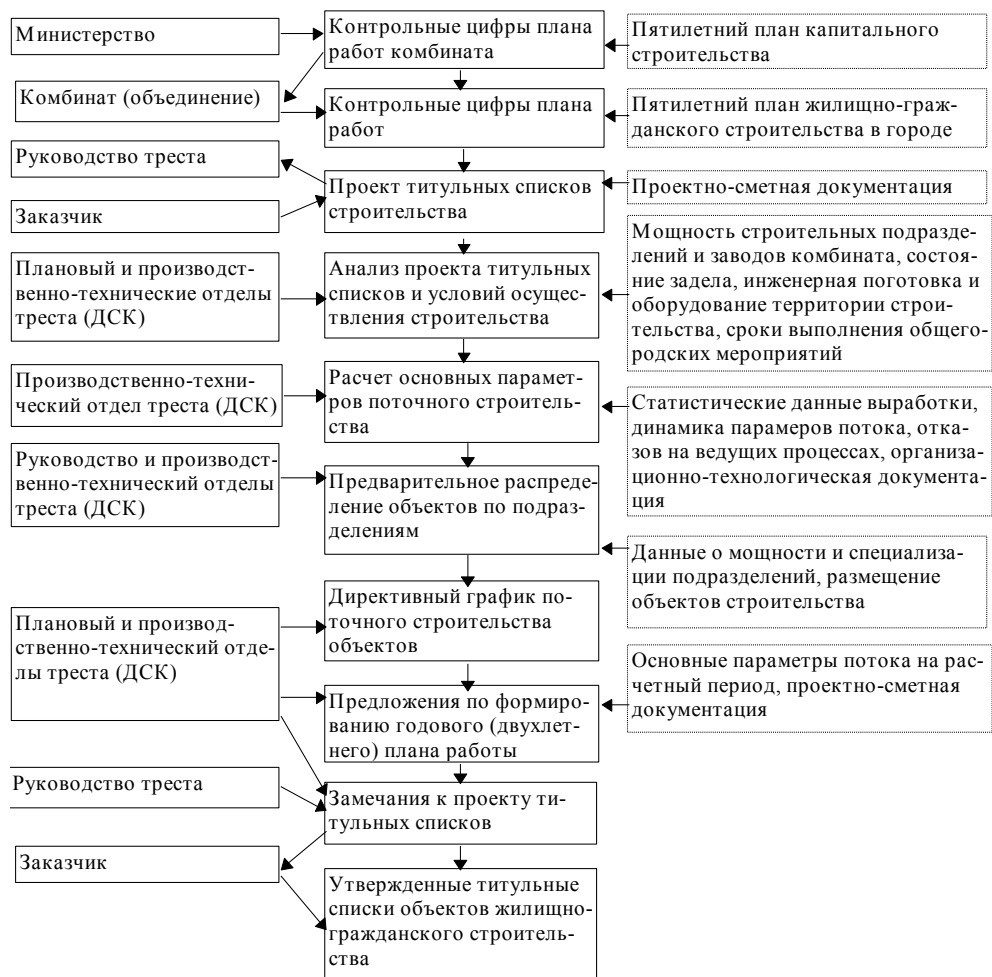 Министерство
Контрольные цифры плана
работ комбината
Пятилетний план капитального
строительства
Комбинат (объединение)
Контрольные цифры плана
работ
Пятилетний план жилищно-граж-
данского строительства в городе
Руководство треста
Заказчик
Проект титульных списков
строительства
Проектно-сметная документация
Плановый и производст-
венно-технические отделы
треста (ДСК)
Анализ проекта титульных
списков и условий осущес-
твления строительства
Мощность строительных подразде-
лений и заводов комбината, состоя-
ние задела, инженерная поготовка и
оборудование территории строи-
тельства, сроки выполнения общего-
родских мероприятий
Производственно-техни-
ческий отдел треста (ДСК)
Расчет основных парамет-
ров поточного строитель-
ства
Статистические данные выработки,
динамика парамеров потока, отка-
зов на ведущих процессах, организа-
ционно-технологическая документа-
ция
Руководство и производст-
венно-технический отделы
треста (ДСК)
Предварительное распреде-
ление объектов по подраз-
делениям
Данные о мощности и специализа-
ции подразделений, размещение
объектов строительства
Плановый и производ-
ственно-технический отде-
лы треста (ДСК)
Директивный график по-
точного строительства
объектов
Основные параметры потока на рас-
четный период, проектно-сметная
документация
Предложения по формиро-
ванию годового (двухлет-
него) плана работы
Руководство треста
Замечания к проекту ти-
тульных списков
Заказчик
Утвержденные титульные
списки объектов жилищно-
гражданского строитель-
ства